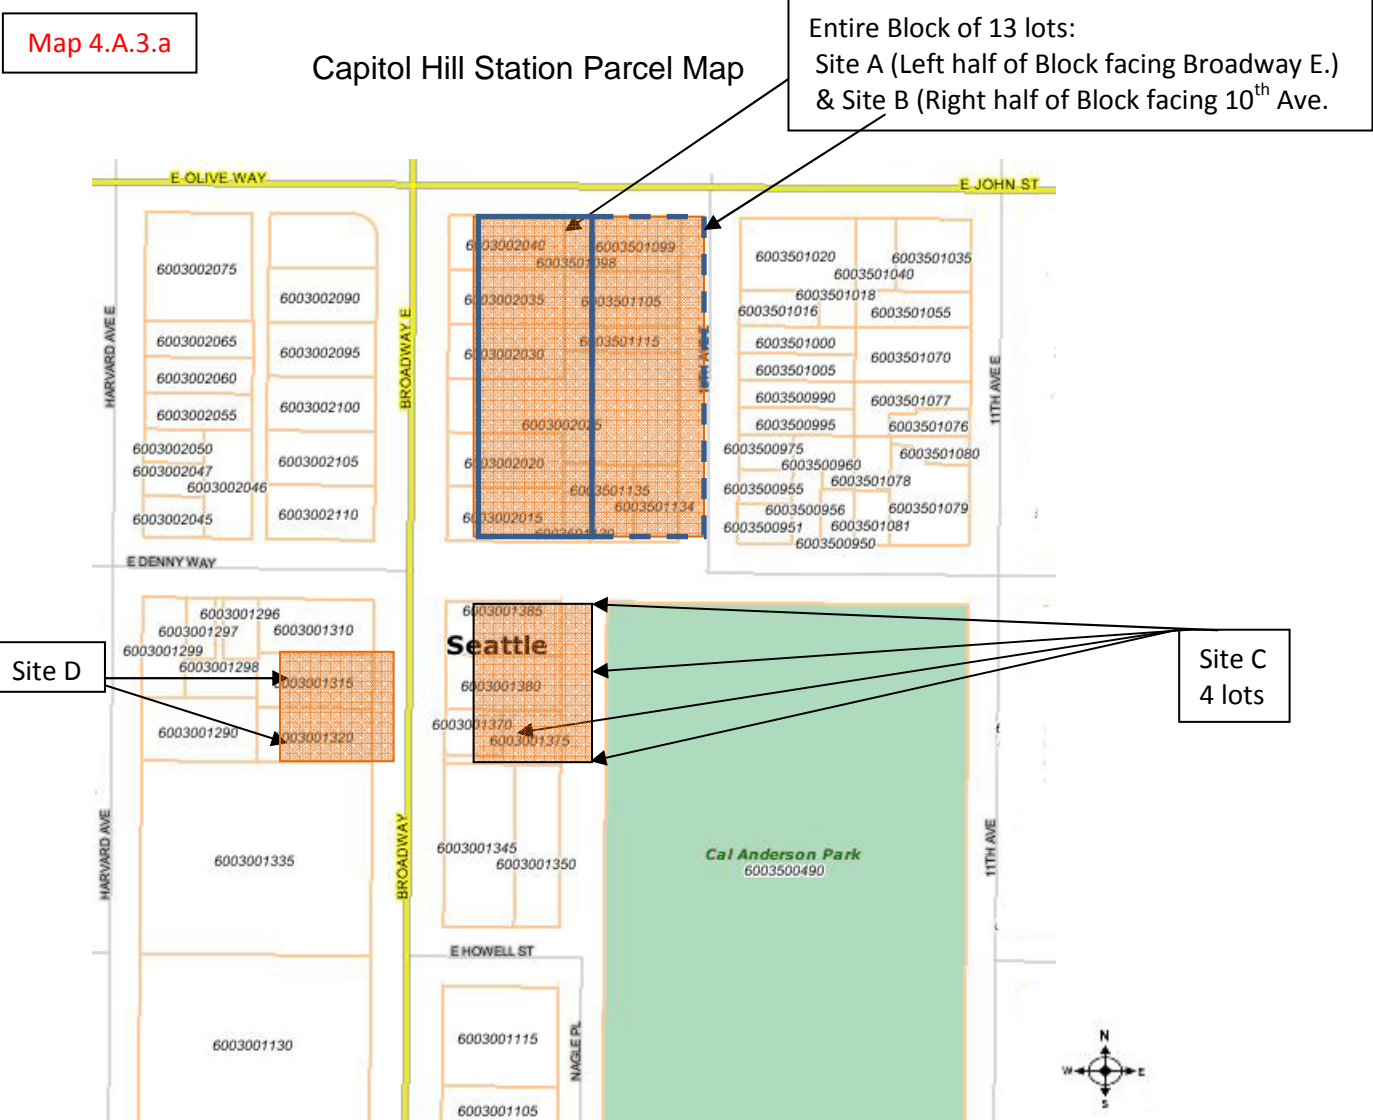 Map 4.A.3.a
Capitol Hill Station Parcel Map
Entire Block of 13 lots:
Site A (Left half of Block facing Broadway E.)
& Site B (Right half of Block facing 10th Ave.
E OLIVE WAY
E JOHN ST
HARVARD AVE E
BROADWAY E
11TH AVE E
6003002075
6003002090
6003002065
6003002095
6003002060
6003002055
6003002100
6003002050
6003002047
6003002046
6003002105
6003002045
6003002110
6003002040
6003501099
6003501098
6003002035
6003501105
6003501115
6003002030
6003002025
6003002020
6003501135
6003501134
6003002015
6003501020
6003501035
6003501040
6003501018
6003501016
6003501055
6003501000
6003501070
6003501005
6003500990
6003501077
6003500995
6003501076
6003500975
6003501080
6003500960
6003501078
6003500955
6003500956
6003501079
6003500951
6003501081
6003500950
E DENNY WAY
6003001296
6003001297
6003001310
6003001299
6003001298
6003001315
6003001290
003001320
6003001385
Seattle
6003001380
6003001370
6003001375
Site D
Site C
4 lots
HARVARD AVE
BROADWAY
11TH AVE
6003001335
6003001345
6003001350
Cal Anderson Park
6003500490
E HOWELL ST
NAGLE PL
6003001130
6003001115
6003001105
N
W
E
S